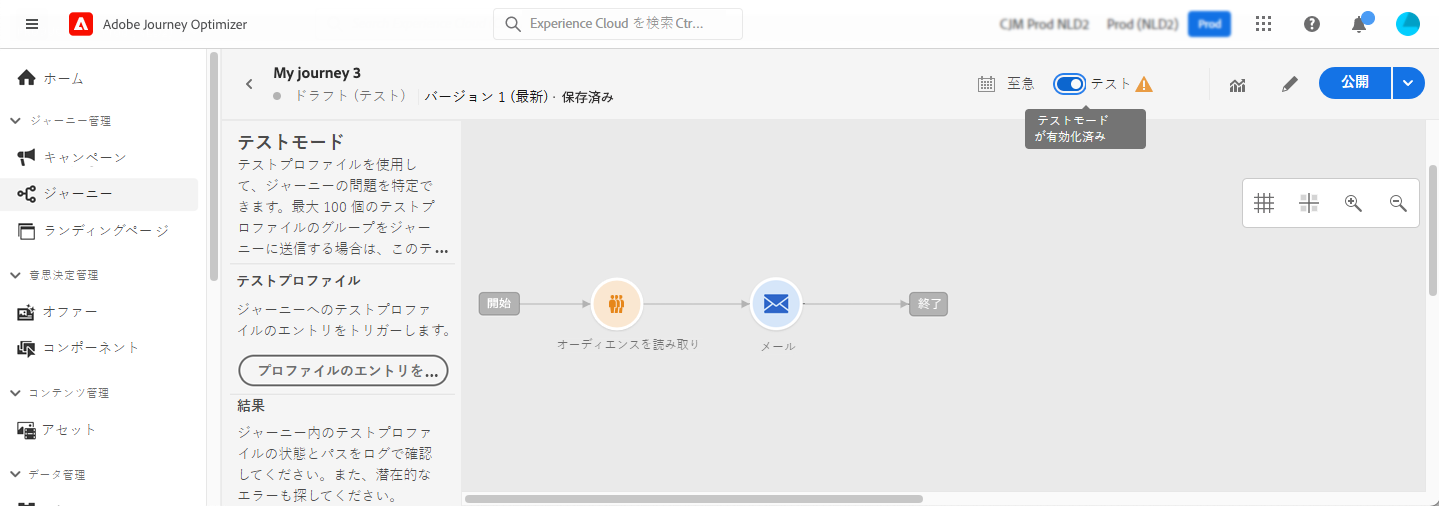 Adobe Journey Optimizer
Experience Cloud を検索 Ctr...
CJM Prod NLD2
Prod (NLD2)
Prod
ホーム
ジャーニー管理
キャンペーン
ジャーニー
ランディングページ
意思決定管理
オファー
コンポーネント
コンテンツ管理
アセット
データ管理
My journey 3
ドラフト (テスト)
バージョン 1 (最新)・保存済み
至急
テスト
公開
テストモード
が有効化済み
テストモード
テストプロファイルを使用し
て、ジャーニーの問題を特定で
きます。最大 100 個のテストプ
ロファイルのグループをジャー
ニーに送信する場合は、このテ...
テストプロファイル
ジャーニーへのテストプロファ
イルのエントリをトリガーします。
プロファイルのエントリを...
結果
ジャーニー内のテストプロファ
イルの状態とパスをログで確認
してください。また、潜在的な
エラーも探してください。
開始
オーディエンスを読み取り
メール
終了